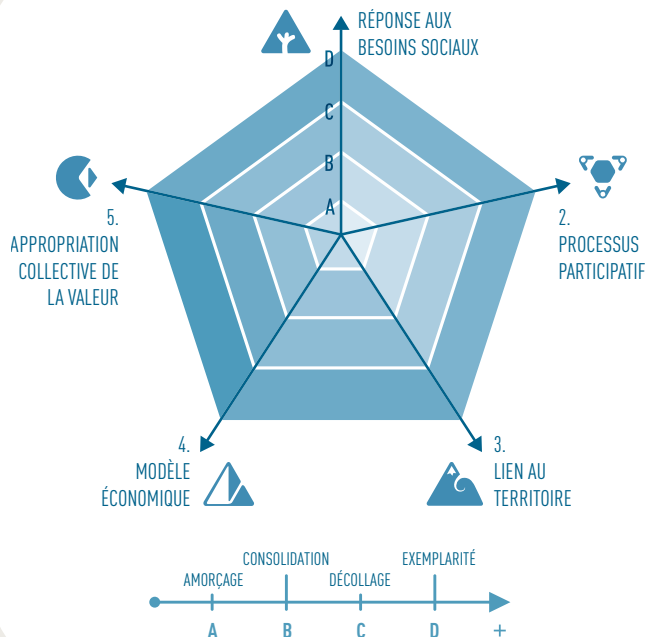 RÉPONSE AUX
BESOINS SOCIAUX
D
C
B
A
2.
PROCESSUS
PARTICIPATIF
3.
LIEN AU
TERRITOIRE
4.
MODÈLE
ÉCONOMIQUE
5.
APPROPRIATION
COLLECTIVE DE
LA VALEUR
CONSOLIDATION EXEMPLARITÉ
AMORÇAGE DÉCOLLAGE
A B C D +